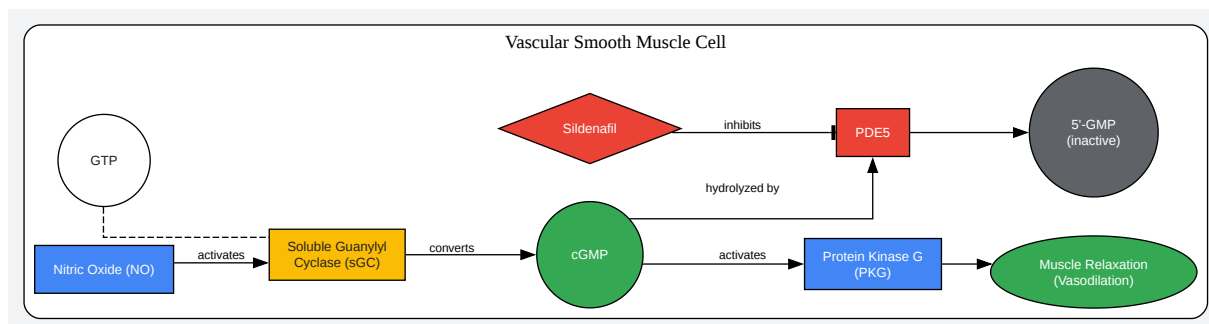 Vascular Smooth Muscle Cell
Sildenafil
inhibits
PDE5
5'-GMP
(inactive)
GTP
hydrolyzed by
Nitric Oxide (NO)
activates
Soluble Guanylyl
Cyclase (sGC)
converts
cGMP
activates
Protein Kinase G
(PKG)
Muscle Relaxation
(Vasodilation)